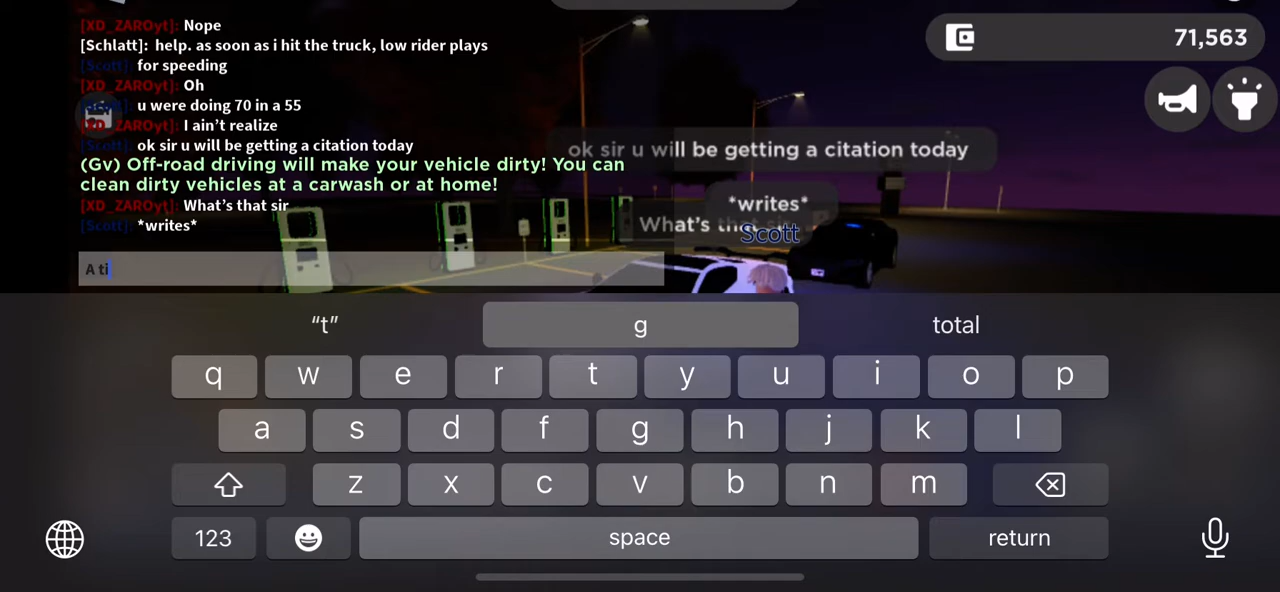 [XD_ZAROyt]: Nope
[Schlatt]: help. as soon as i hit the truck, low rider plays
[Scott]: for speeding
[XD_ZAROyt]: Oh
u were doing 70 in a 55
[XD_ZAROyt]: I ain't realize
[Scott]: ok sir u will be getting a citation today
(Gv) Off-road driving will make your vehicle dirty! You can
clean dirty vehicles at a carwash or at home!
[XD_ZAROyt]: What's that sir
[Scott]: *writes*
A ti
71,563
ok sir u will be getting a citation today
*writes*
What's that sir
Scott
“t” g total
q w e r t y u i o p
a s d f g h j k l
z x c v b n m
123 space return